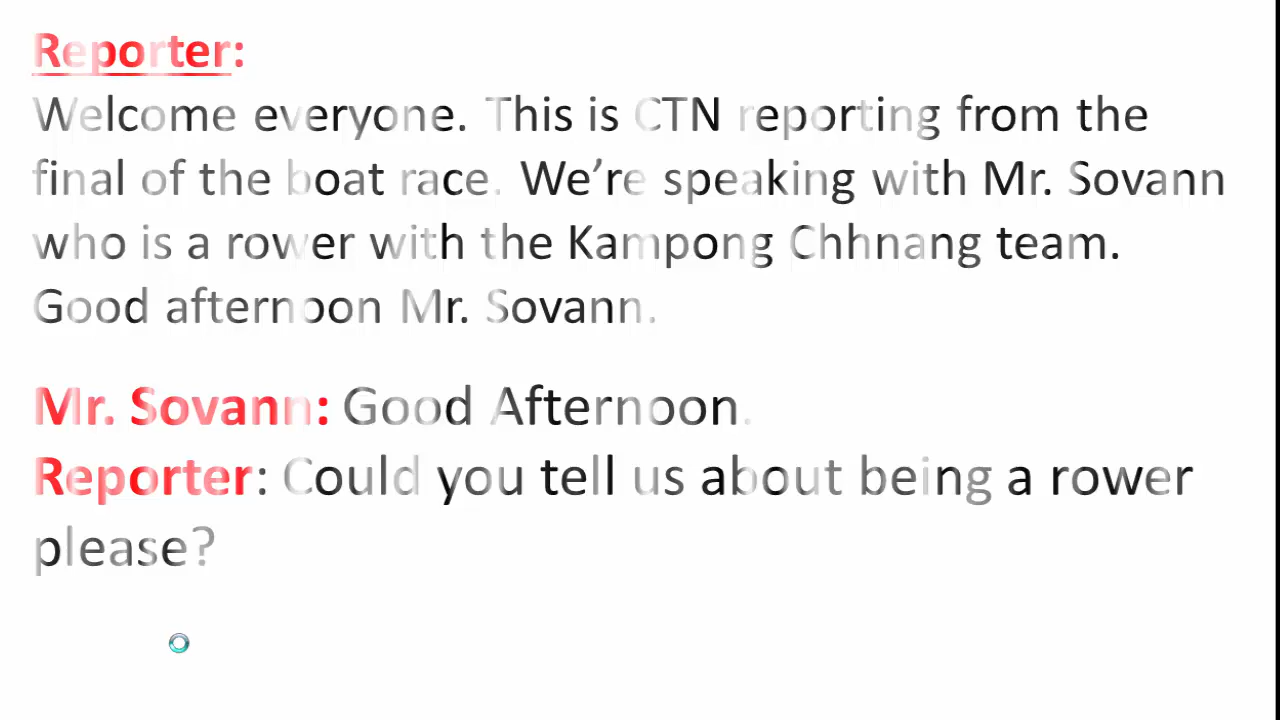 Reporter:
Welcome everyone. This is CTN reporting from the
final of the boat race. We’re speaking with Mr. Sovann
who is a rower with the Kampong Chhnang team.
Good afternoon Mr. Sovann.
Mr. Sovann: Good Afternoon.
Reporter: Could you tell us about being a rower
please?